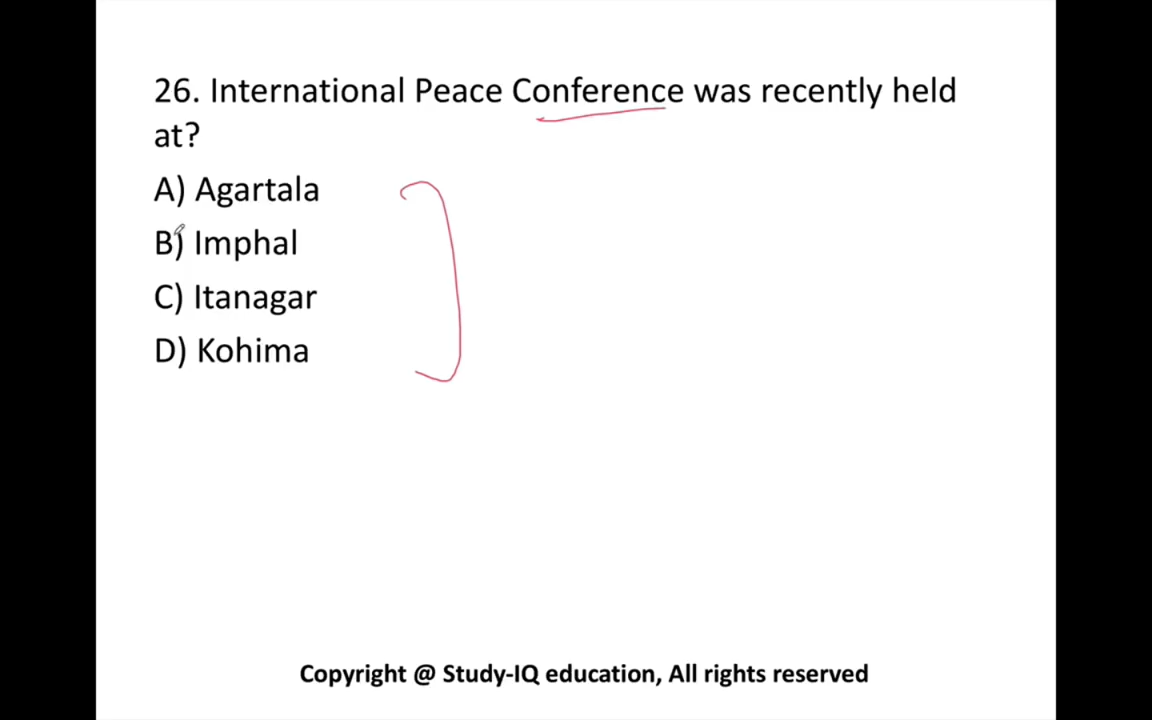 26. International Peace Conference was recently held
at?
A) Agartala
B) Imphal
C) Itanagar
D) Kohima
Copyright @ Study-IQ education, All rights reserved